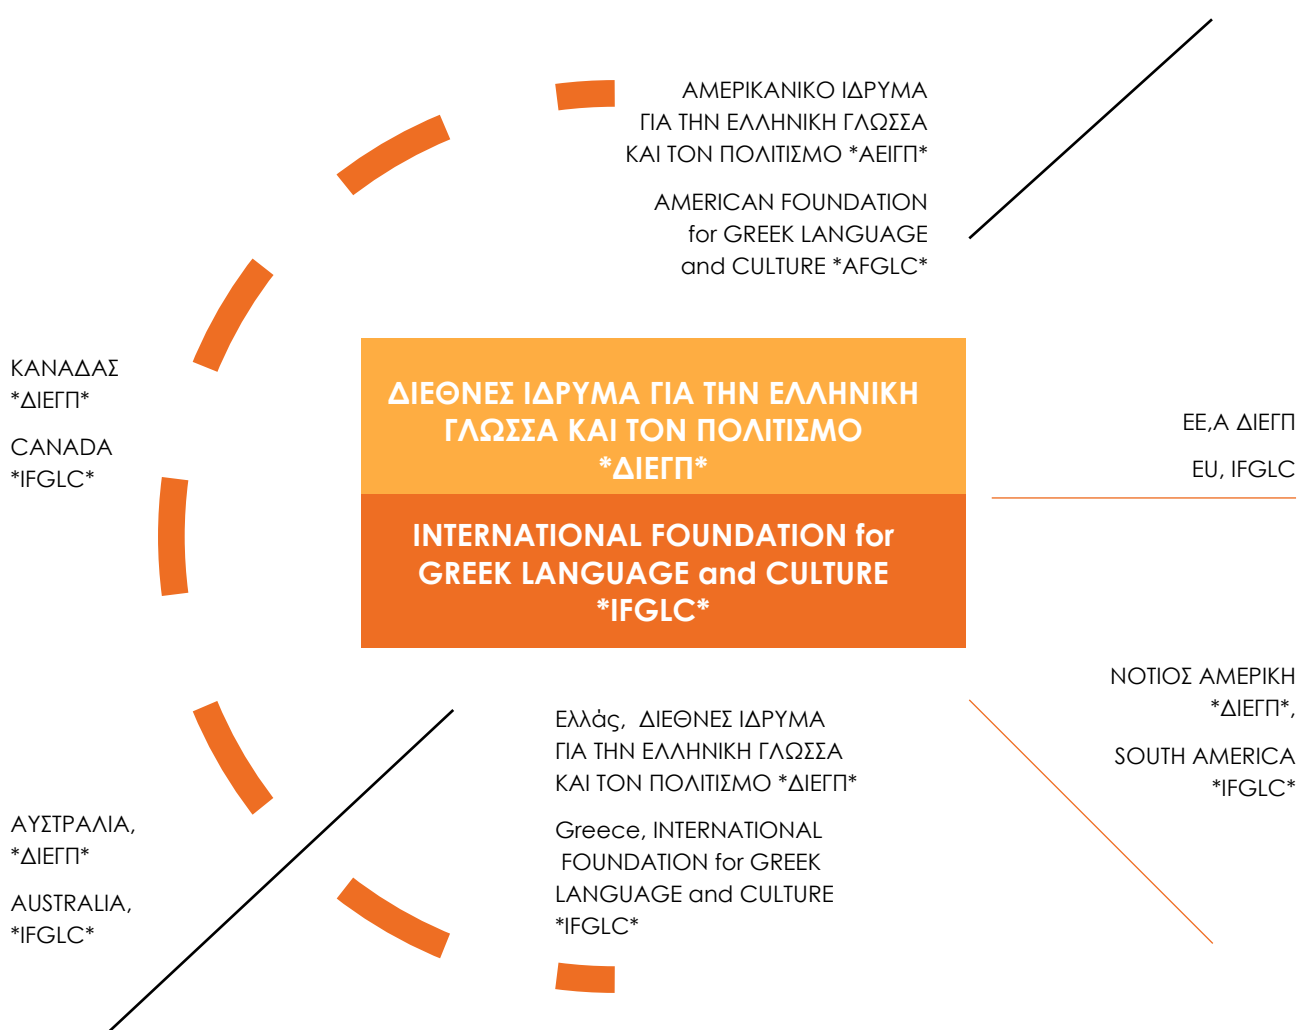 ΑΜΕΡΙΚΑΝΙΚΟ ΙΔΡΥΜΑ
ΓΙΑ ΤΗΝ ΕΛΛΗΝΙΚΗ ΓΛΩΣΣΑ
ΚΑΙ ΤΟΝ ΠΟΛΙΤΙΣΜΟ *ΑΕΙΓΠ*
AMERICAN FOUNDATION
for GREEK LANGUAGE
and CULTURE *AFGLC*
ΚΑΝΑΔΑΣ
*ΔΙΕΓΠ*
CANADA
*IFGLC*
ΔΙΕΘΝΕΣ ΙΔΡΥΜΑ ΓΙΑ ΤΗΝ ΕΛΛΗΝΙΚΗ
ΓΛΩΣΣΑ ΚΑΙ ΤΟΝ ΠΟΛΙΤΙΣΜΟ
*ΔΙΕΓΠ*
INTERNATIONAL FOUNDATION for
GREEK LANGUAGE and CULTURE
*IFGLC*
ΕΕ,Α ΔΙΕΓΠ
EU, IFGLC
ΝΟΤΙΟΣ ΑΜΕΡΙΚΗ
*ΔΙΕΓΠ*,
SOUTH AMERICA
*IFGLC*
Ελλάς, ΔΙΕΘΝΕΣ ΙΔΡΥΜΑ
ΓΙΑ ΤΗΝ ΕΛΛΗΝΙΚΗ ΓΛΩΣΣΑ
ΚΑΙ ΤΟΝ ΠΟΛΙΤΙΣΜΟ *ΔΙΕΓΠ*
Greece, INTERNATIONAL
FOUNDATION for GREEK
LANGUAGE and CULTURE
*IFGLC*
ΑΥΣΤΡΑΛΙΑ,
*ΔΙΕΓΠ*
AUSTRALIA,
*IFGLC*